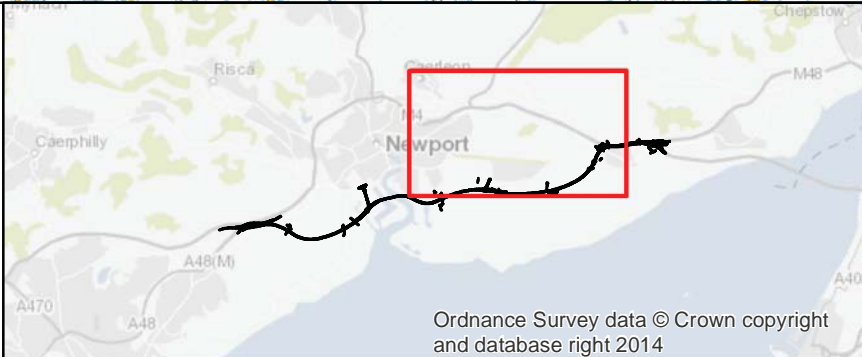 Chepstow
Risca
Caerleon
M48
M4
Newport
Caerphilly
A48(M)
A470
A48
Ordnance Survey data © Crown copyright
and database right 2014